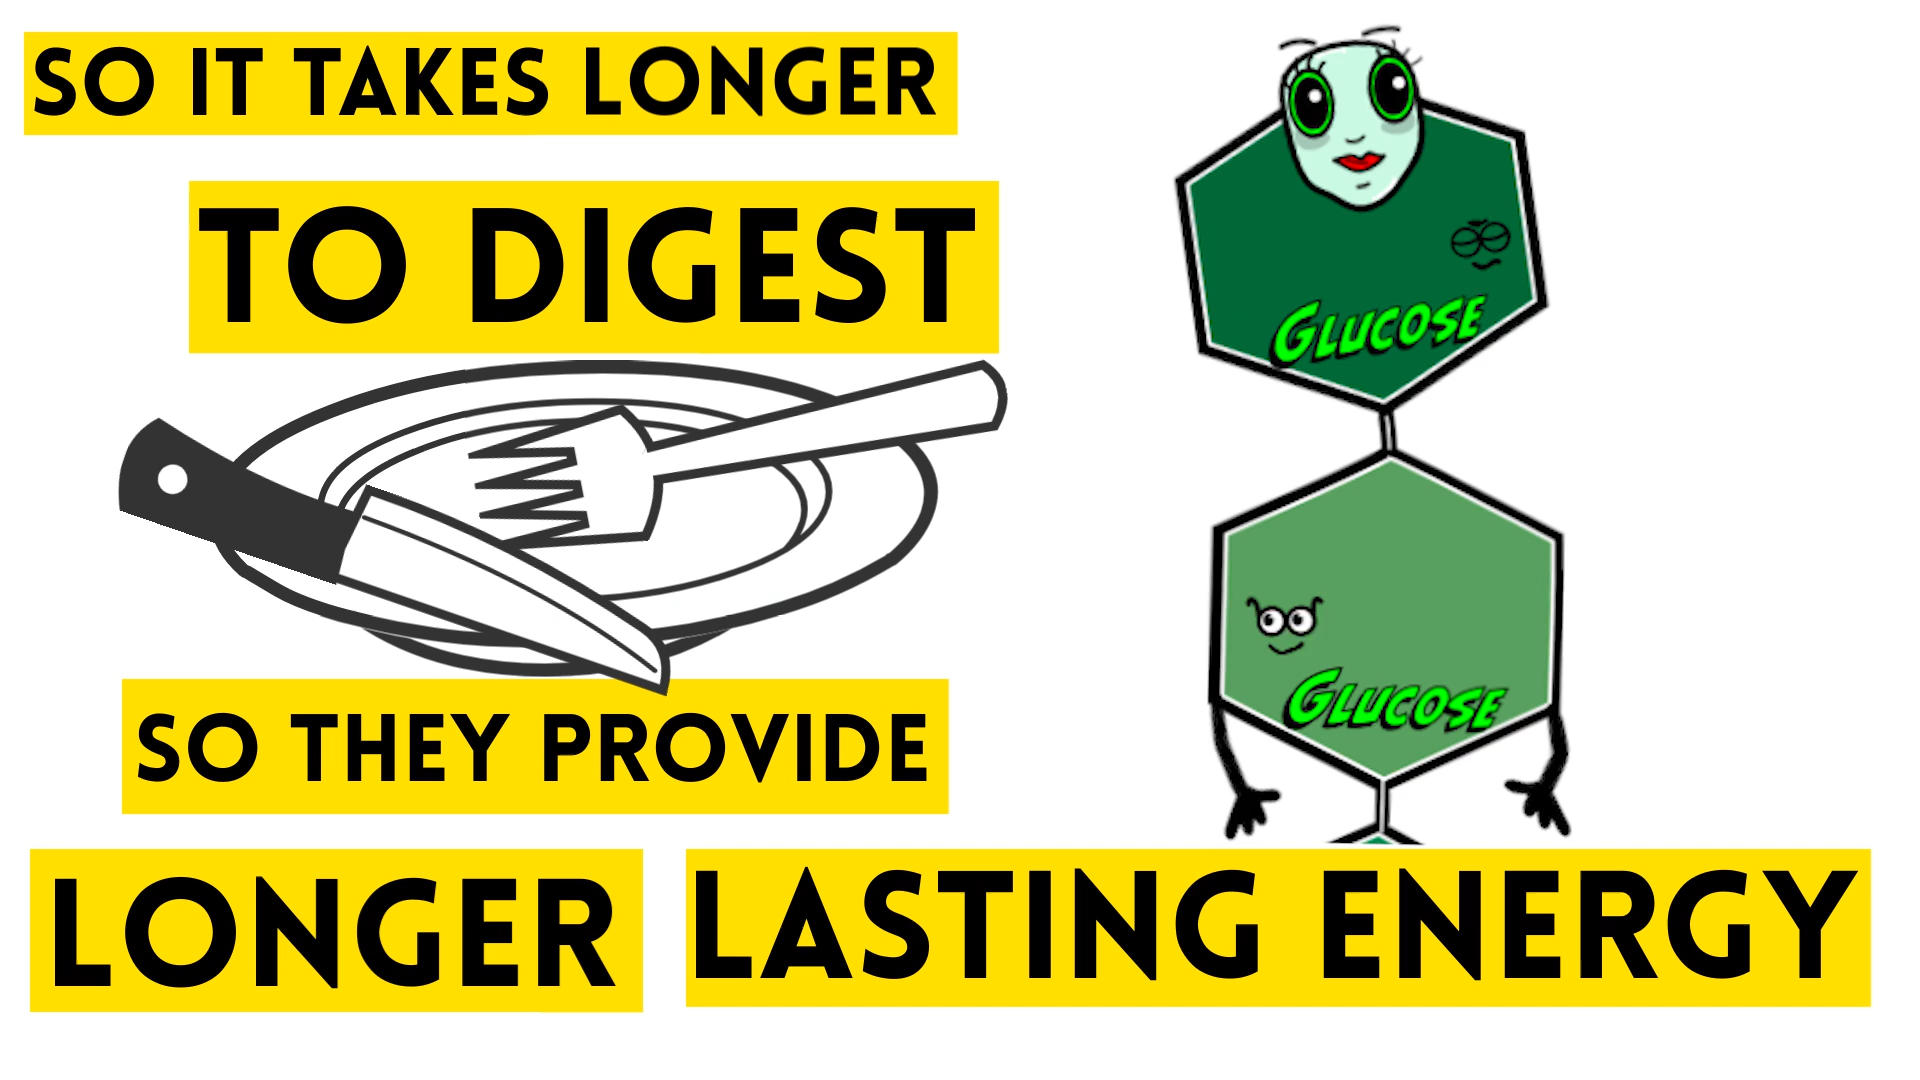 SO IT TAKES LONGER
TO DIGEST
GLUCOSE
GLUCOSE
SO THEY PROVIDE
LONGER LASTING ENERGY